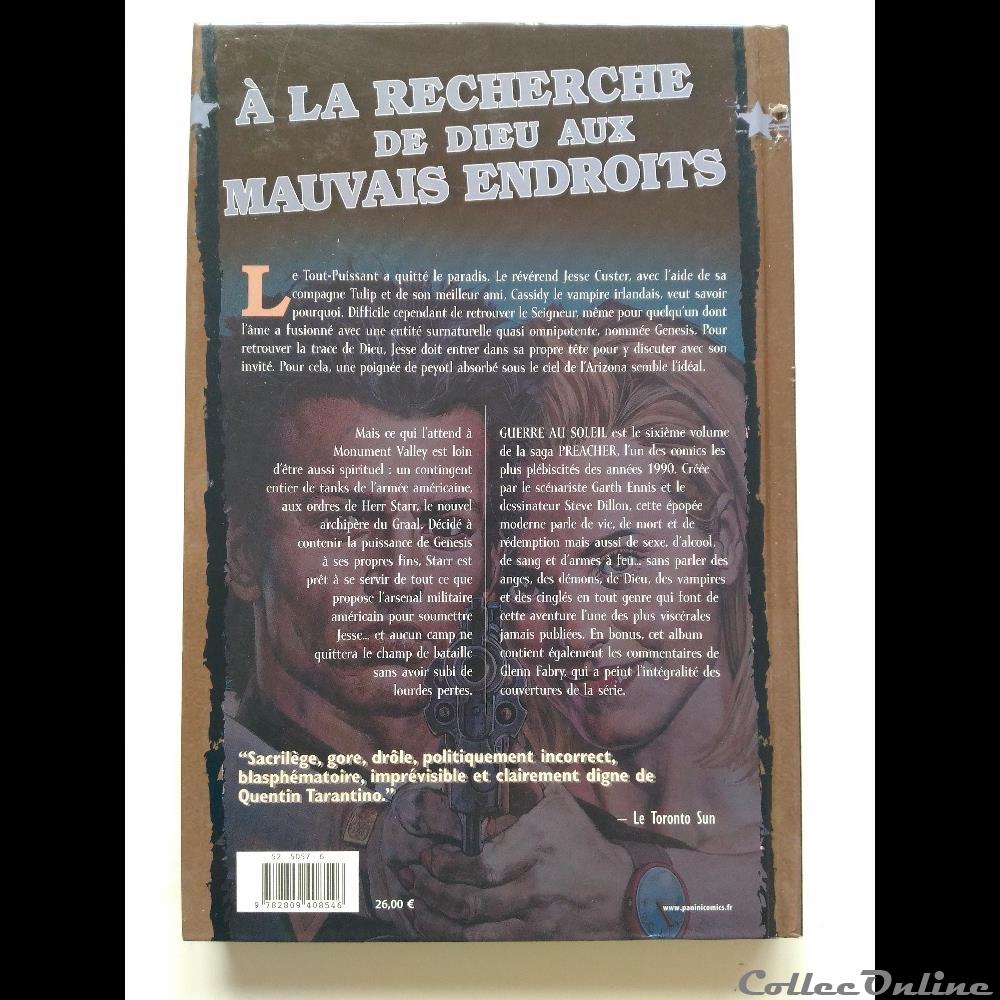 À LA RECHERCHE
DE DIEU AUX
MAUVAIS ENDROITS
Le Tout-Puissant a quitté le paradis. Le révérend Jesse Custer, avec l'aide de sa
compagne Tulip et de son meilleur ami, Cassidy le vampire irlandais, veut savoir
pourquoi. Difficile cependant de retrouver le Seigneur, même pour quelqu'un dont
l'âme a fusionné avec une entité surnaturelle quasi omnipotente, nommée Genesis. Pour
retrouver la trace de Dieu, Jesse doit entrer dans sa propre tête pour y discuter avec son
invité. Pour cela, une poignée de peyotl absorbé sous le ciel de l'Arizona semble l'idéal.
Mais ce qui l'attend à
Monument Valley est loin
d'être aussi spirituel : un contingent
entier de tanks de l'armée américaine,
aux ordres de Herr Starr, le nouvel
archipère du Graal. Décidé à
contenir la puissance de Genesis
à ses propres fins, Starr est
prêt à se servir de tout ce que
propose l'arsenal militaire
américain pour soumettre
Jesse... et aucun camp ne
quittera le champ de bataille
sans avoir subi de
lourdes pertes.
GUERRE AU SOLEIL est le sixième volume
de la saga PREACHER, l'un des comics les
plus plébiscités des années 1990. Créée
par le scénariste Garth Ennis et le
dessinateur Steve Dillon, cette épopée
moderne parle de vie, de mort et de
rédemption mais aussi de sexe, d'alcool,
de sang et d'armes à feu... sans parler des
anges, des démons, de Dieu, des vampires
et des cinglés en tout genre qui font de
cette aventure l'une des plus viscérales
jamais publiées. En bonus, cet album
contient également les commentaires de
Glenn Fabry, qui a peint l'intégralité des
couvertures de la série.
“Sacrilège, gore, drôle, politiquement incorrect,
blasphématoire, imprévisible et clairement digne de
Quentin Tarantino.”
– Le Toronto Sun
52 5057 6
9 782809 408546
26,00 €
www.paninicomics.fr
CollecOnline